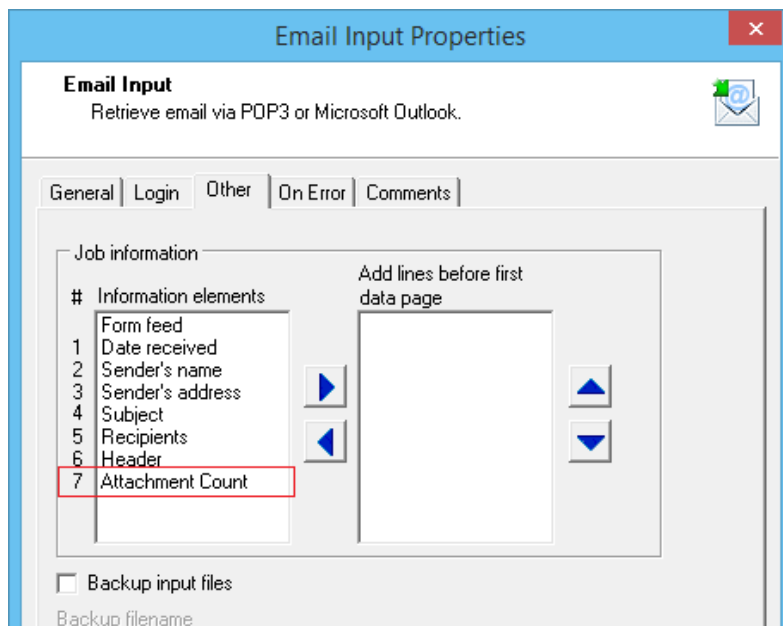 Email Input Properties
Email Input
Retrieve email via POP3 or Microsoft Outlook.
General Login Other On Error Comments
Job information
# Information elements
Add lines before first
data page
Form feed
1 Date received
2 Sender's name
3 Sender's address
4 Subject
5 Recipients
6 Header
7 Attachment Count
Backup input files
Backup filename